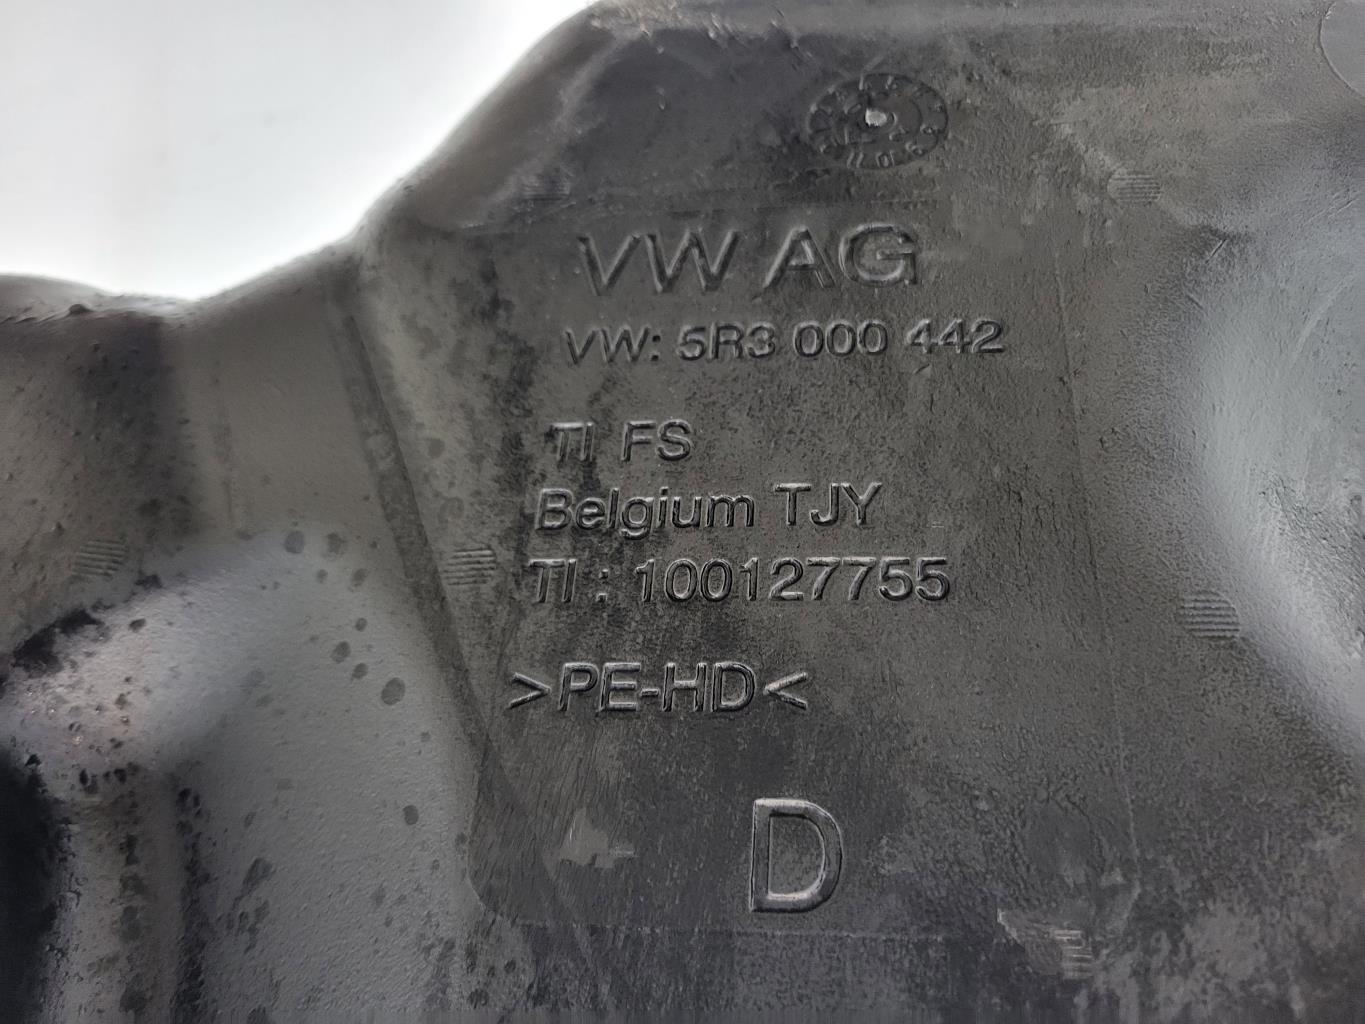 VW AG
VW: 5R3 000 442
TI FS
Belgium TJY
TI : 100127755
>PE-HD<
D